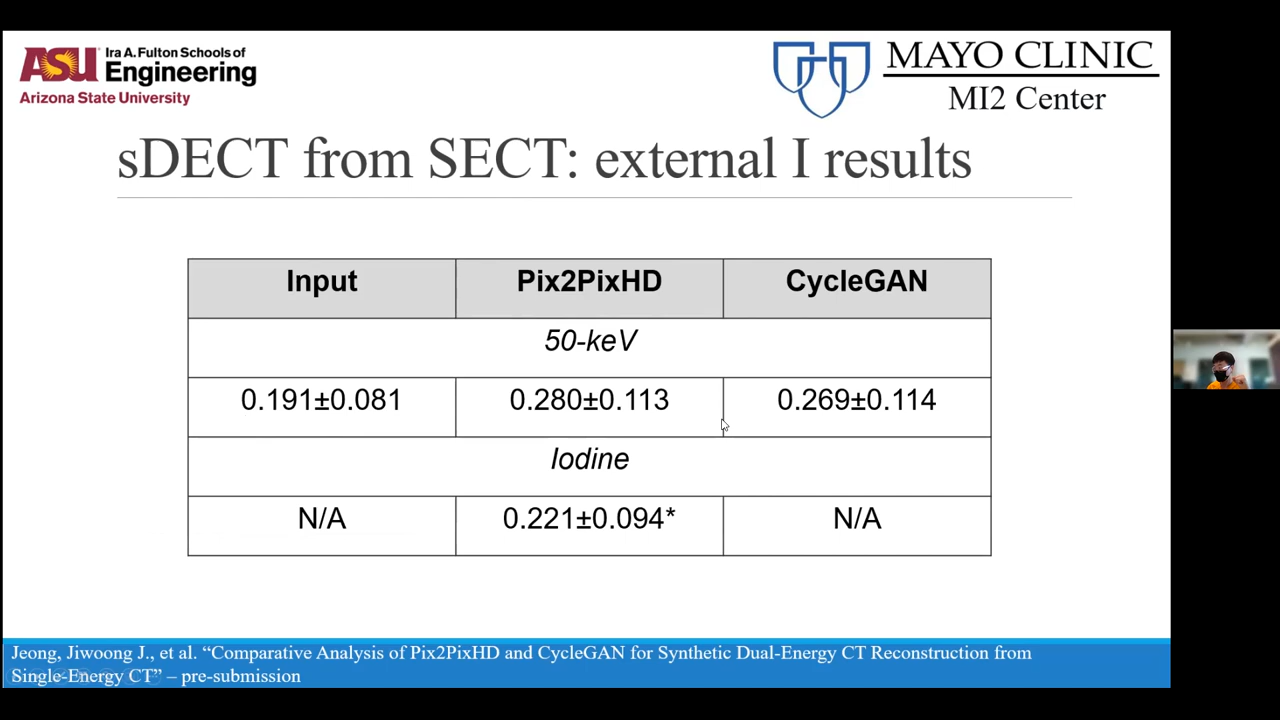 ASU Ira A. Fulton Schools of
Engineering
Arizona State University
MAYO CLINIC
MI2 Center
sDECT from SECT: external I results
Input Pix2PixHD CycleGAN
50-keV
0.191±0.081 0.280±0.113 0.269±0.114
Iodine
N/A 0.221±0.094* N/A
Jeong, Jiwoong J., et al. “Comparative Analysis of Pix2PixHD and CycleGAN for Synthetic Dual-Energy CT Reconstruction from
Single-Energy CT” – pre-submission